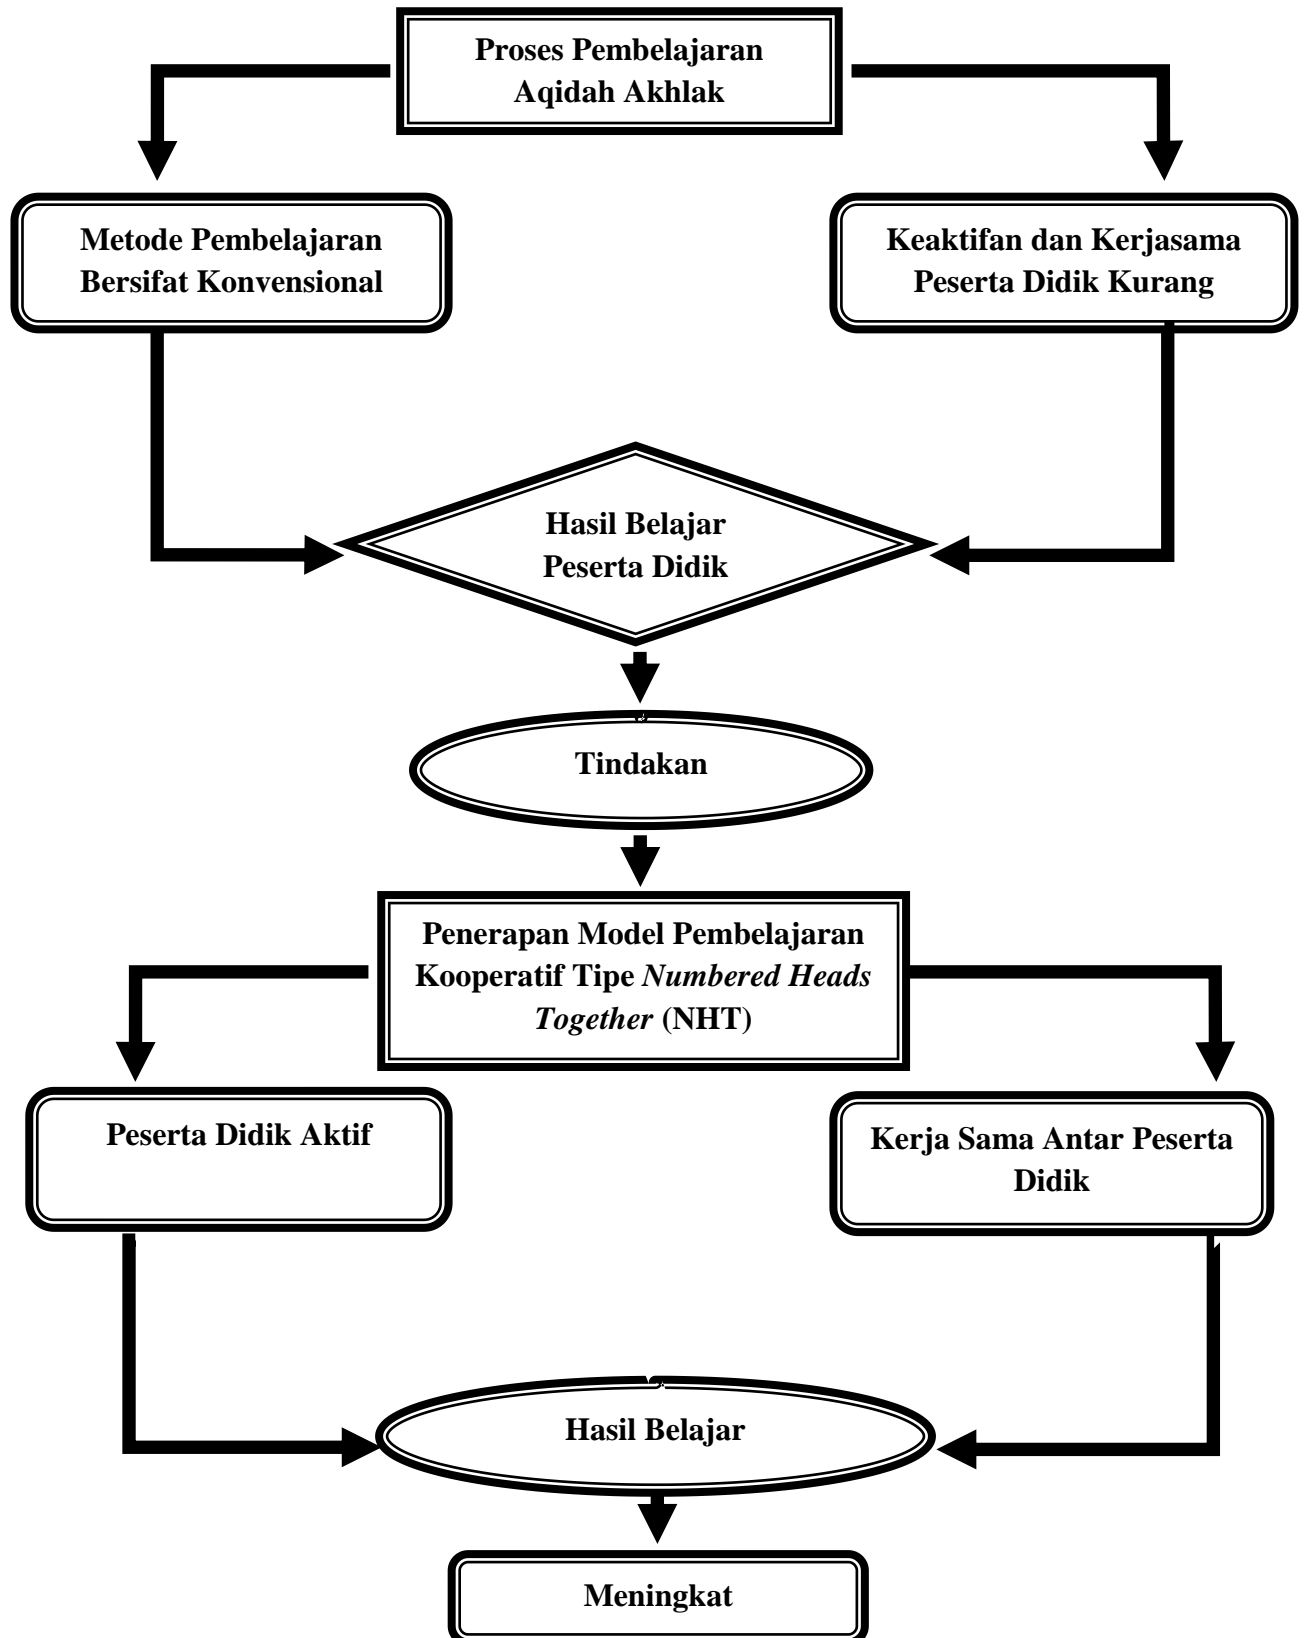 Proses Pembelajaran
Aqidah Akhlak
Metode Pembelajaran
Bersifat Konvensional
Keaktifan dan Kerjasama
Peserta Didik Kurang
Hasil Belajar
Peserta Didik
Tindakan
Penerapan Model Pembelajaran
Kooperatif Tipe Numbered Heads
Together (NHT)
Peserta Didik Aktif
Kerja Sama Antar Peserta
Didik
Hasil Belajar
Meningkat